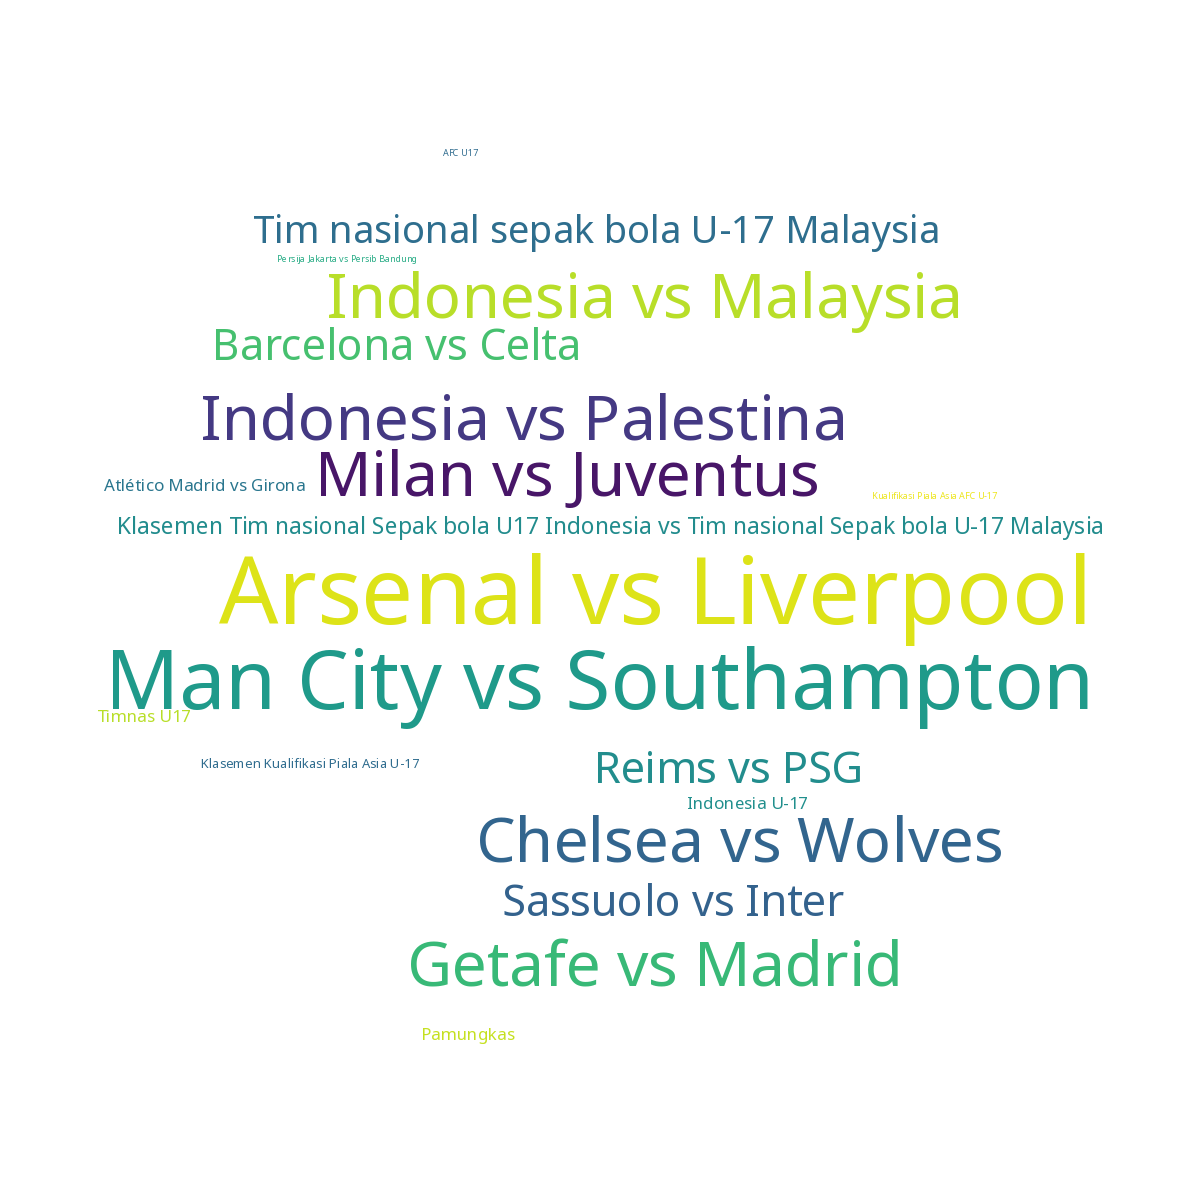 AFC U17
Tim nasional sepak bola U-17 Malaysia
Persija Jakarta vs Persib Bandung
Indonesia vs Malaysia
Barcelona vs Celta
Indonesia vs Palestina
Milan vs Juventus
Atlético Madrid vs Girona
Kualifikasi Piala Asia AFC U-17
Klasemen Tim nasional Sepak bola U17 Indonesia vs Tim nasional Sepak bola U-17 Malaysia
Arsenal vs Liverpool
Man City vs Southampton
Timnas U17
Klasemen Kualifikasi Piala Asia U-17
Reims vs PSG
Indonesia U-17
Chelsea vs Wolves
Sassuolo vs Inter
Getafe vs Madrid
Pamungkas